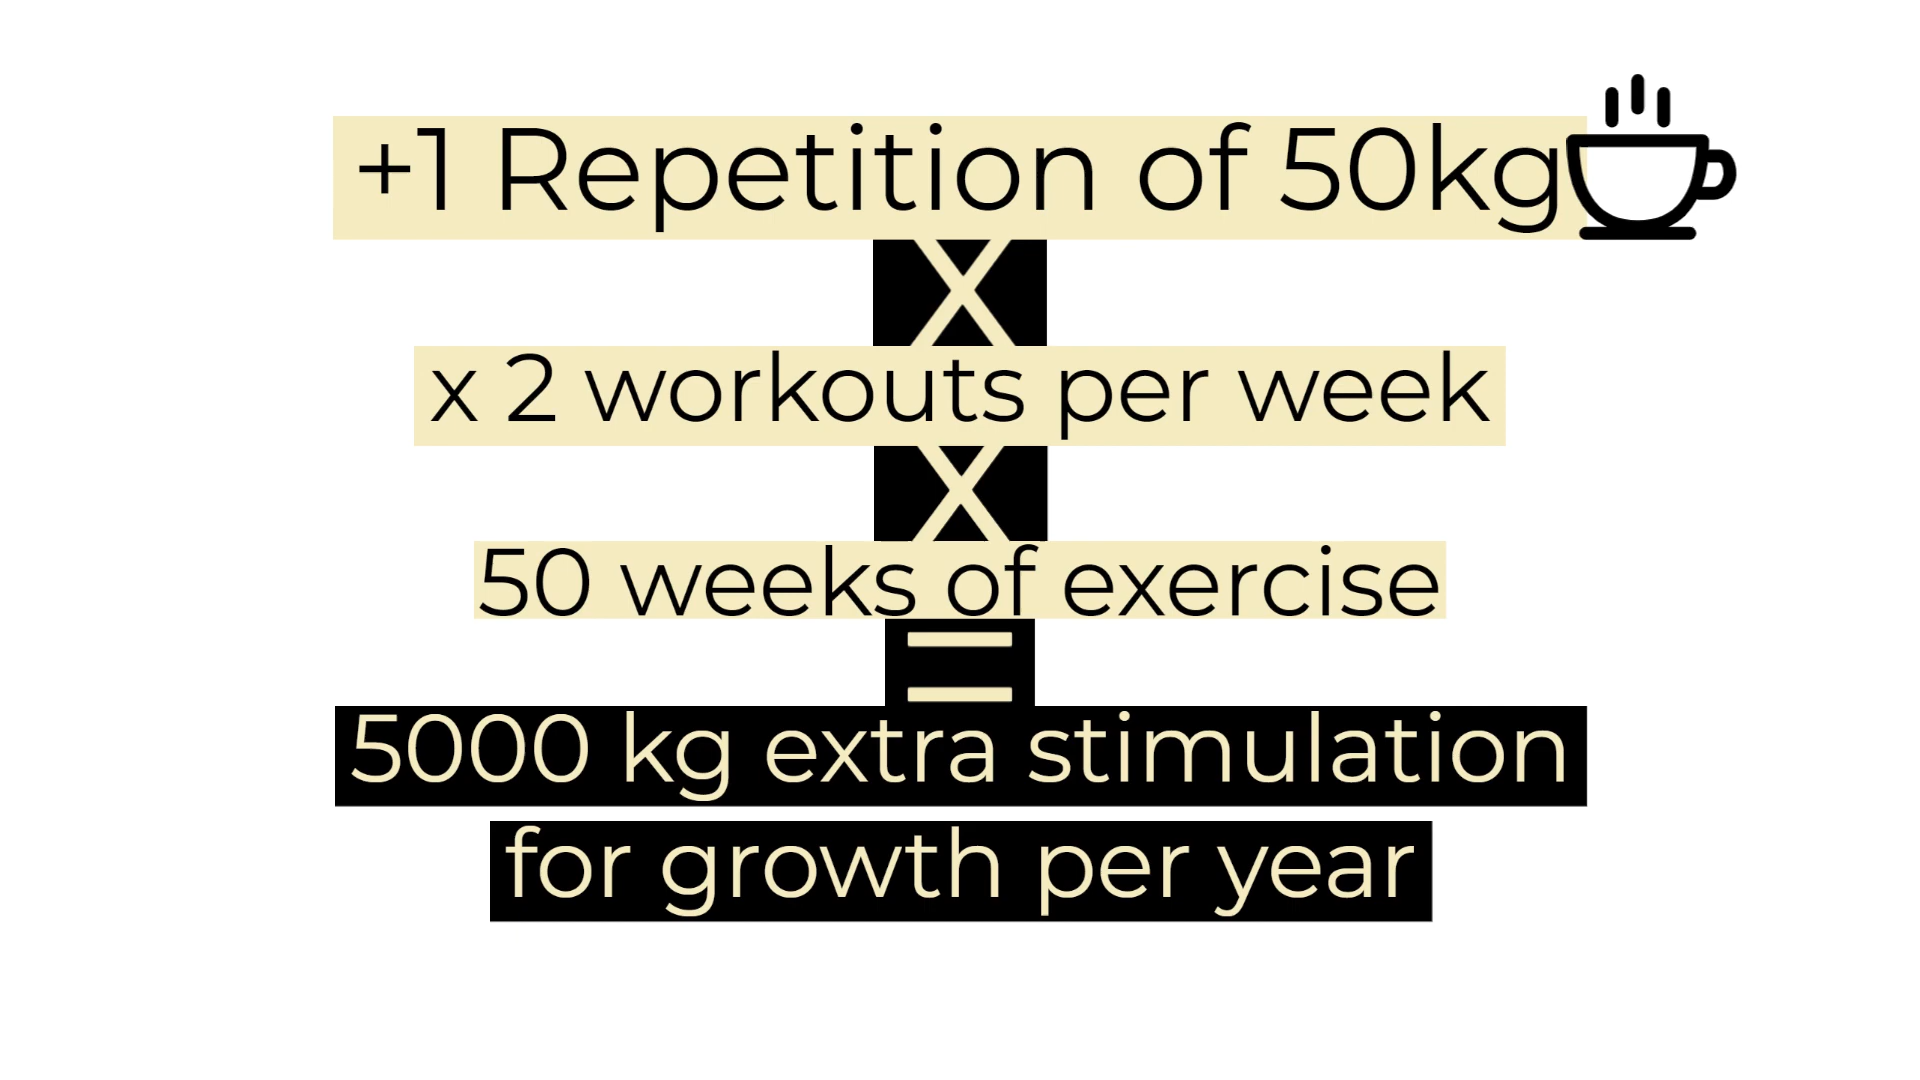 +1 Repetition of 50kg
X
x 2 workouts per week
X
50 weeks of exercise
=
5000 kg extra stimulation
for growth per year